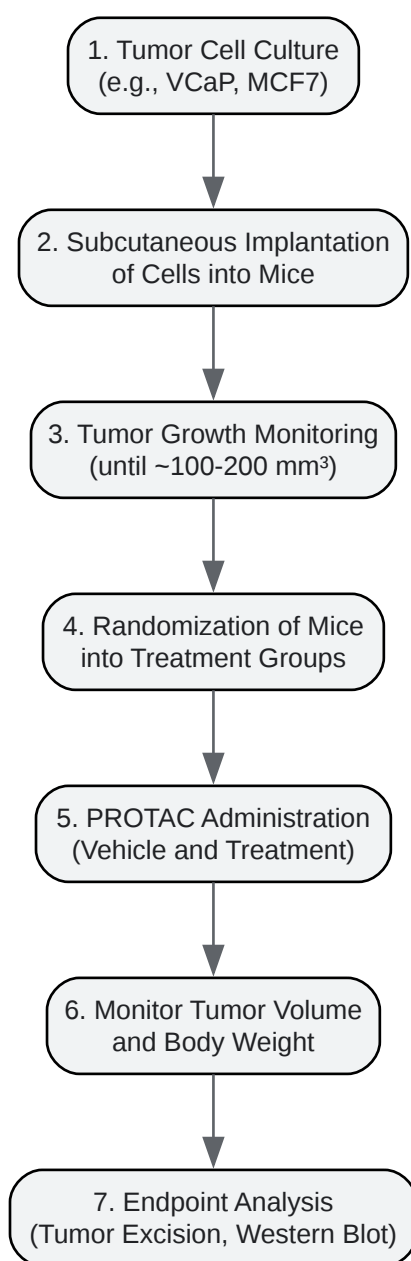 1. Tumor Cell Culture
(e.g., VCaP, MCF7)
2. Subcutaneous Implantation
of Cells into Mice
3. Tumor Growth Monitoring
(until ~100-200 mm³)
4. Randomization of Mice
into Treatment Groups
5. PROTAC Administration
(Vehicle and Treatment)
6. Monitor Tumor Volume
and Body Weight
7. Endpoint Analysis
(Tumor Excision, Western Blot)